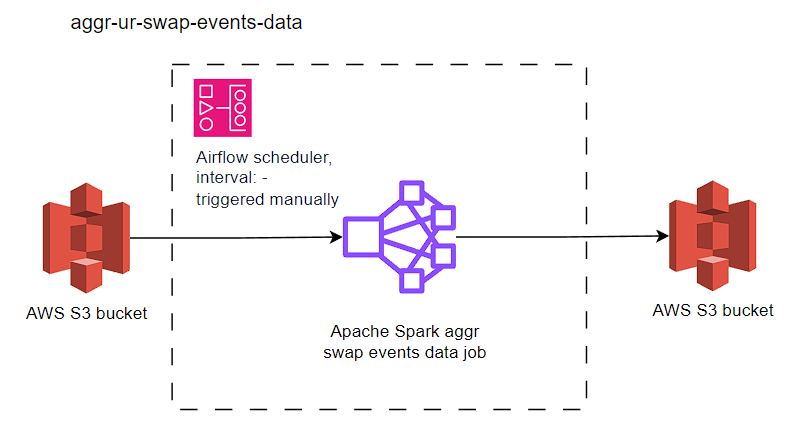 aggr-ur-swap-events-data
Airflow scheduler,
interval: -
triggered manually
AWS S3 bucket
Apache Spark aggr
swap events data job
AWS S3 bucket